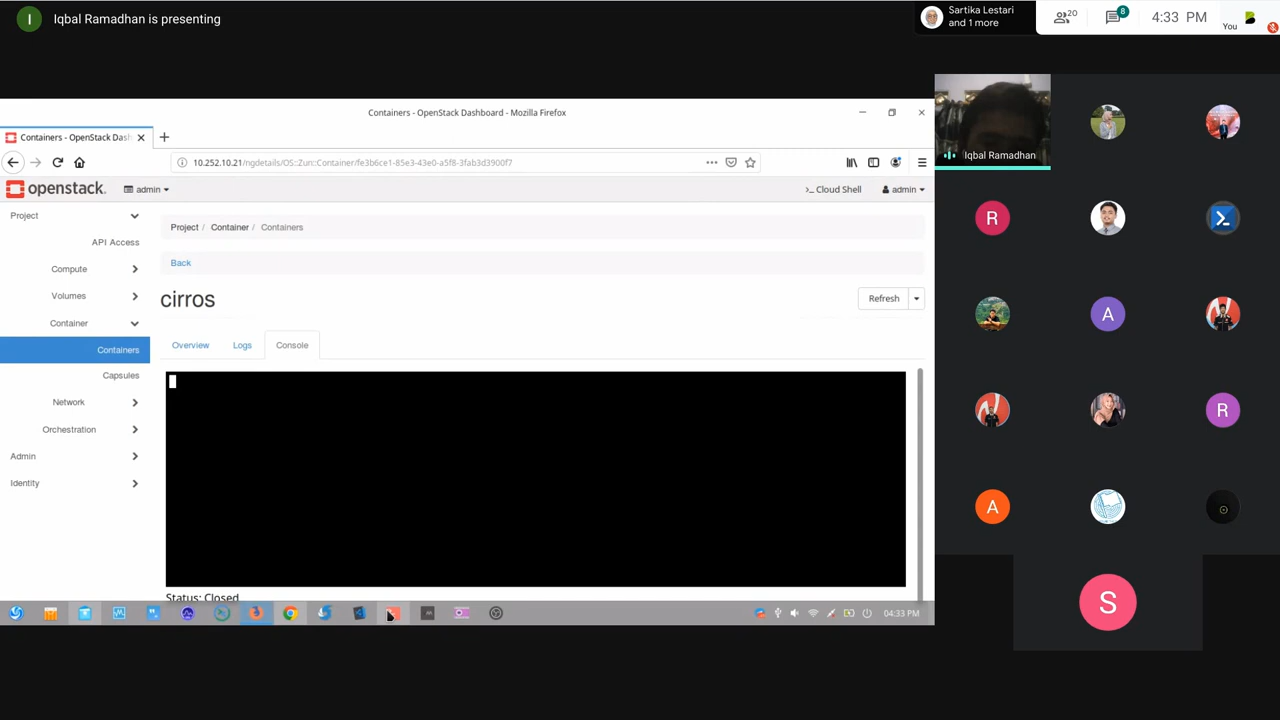 I
Iqbal Ramadhan is presenting
Sartika Lestari
and 1 more
20
8
4:33 PM
You
Containers - OpenStack Dashboard - Mozilla Firefox
Containers - OpenStack Dash
10.252.10.21/ngdetails/OS::Zun::Container/fe3b6ce1-85e3-43e0-a5f8-3fab3d3900f7
openstack.
admin
>_ Cloud Shell
admin
Project
API Access
Compute
Volumes
Container
Containers
Capsules
Network
Orchestration
Admin
Identity
Project / Container / Containers
Back
cirros
Refresh
Overview
Logs
Console
Status: Closed
04:33 PM
Iqbal Ramadhan
R
A
R
A
S